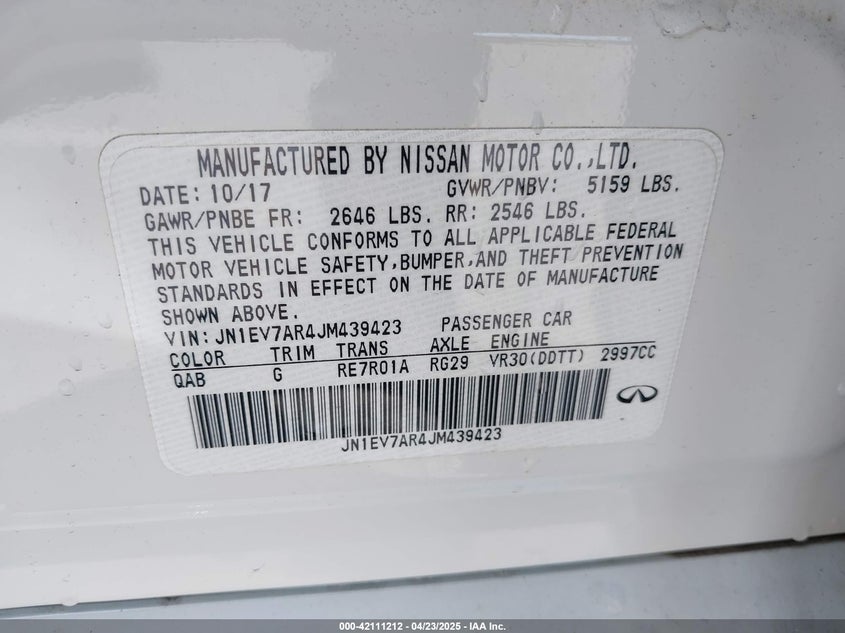 MANUFACTURED BY NISSAN MOTOR CO.,LTD.
DATE: 10/17 GVWR/PNBV: 5159 LBS.
GAWR/PNBE FR: 2646 LBS. RR: 2546 LBS.
THIS VEHICLE CONFORMS TO ALL APPLICABLE FEDERAL
MOTOR VEHICLE SAFETY,BUMPER,AND THEFT PREVENTION
STANDARDS IN EFFECT ON THE DATE OF MANUFACTURE
SHOWN ABOVE.
VIN: JN1EV7AR4JM439423 PASSENGER CAR
COLOR TRIM TRANS AXLE ENGINE
QAB G RE7R01A RG29 VR30(DDTT) 2997CC
JN1EV7AR4JM439423
000-42111212 - 04/23/2025 - IAA Inc.